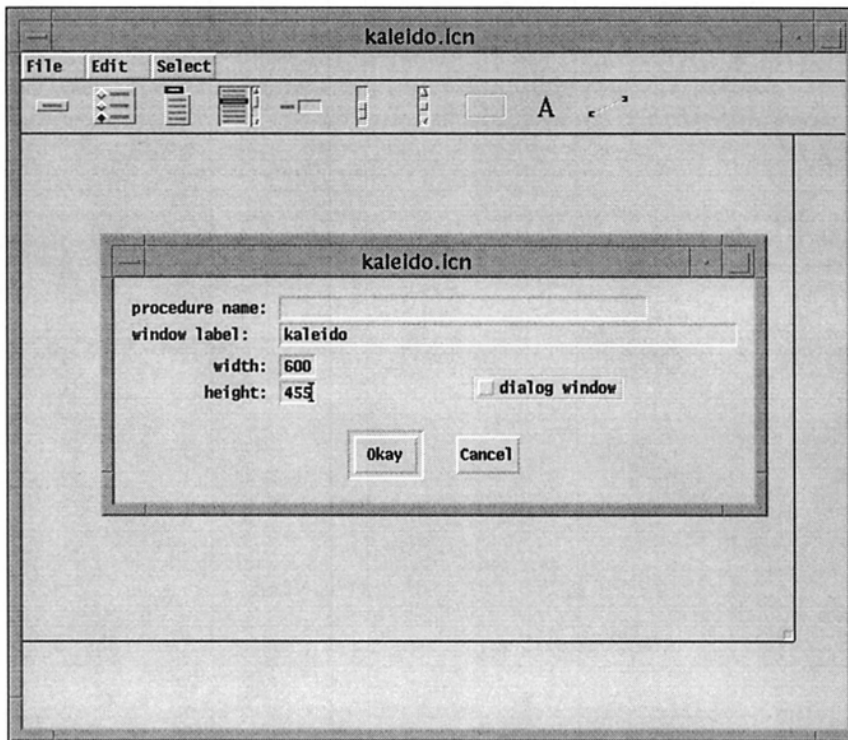 kaleido.icn
File Edit Select
A
kaleido.icn
procedure name:
window label: kaleido
width: 600
height: 455
dialog window
Okay Cancel